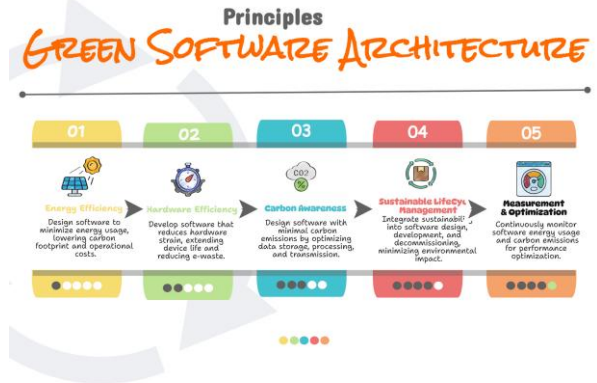 Principles
GREEN SOFTWARE ARCHITECTURE
01
Energy Efficiency
Design software to
minimize energy usage,
lowering carbon
footprint and operational
costs.
02
Hardware Efficiency
Develop software that
reduces hardware
strain, extending
device life and
reducing e-waste.
03
CO2
%
Carbon Awareness
Design software with
minimal carbon
emissions by optimizing
data storage, processing,
and transmission.
04
Sustainable LifeCyc
Management
Integrate sustainabili
into software design,
development, and
decommissioning,
minimizing environmental
impact.
05
Measurement
& Optimization
Continuously monitor
software energy usage
and carbon emissions
for performance
optimization.